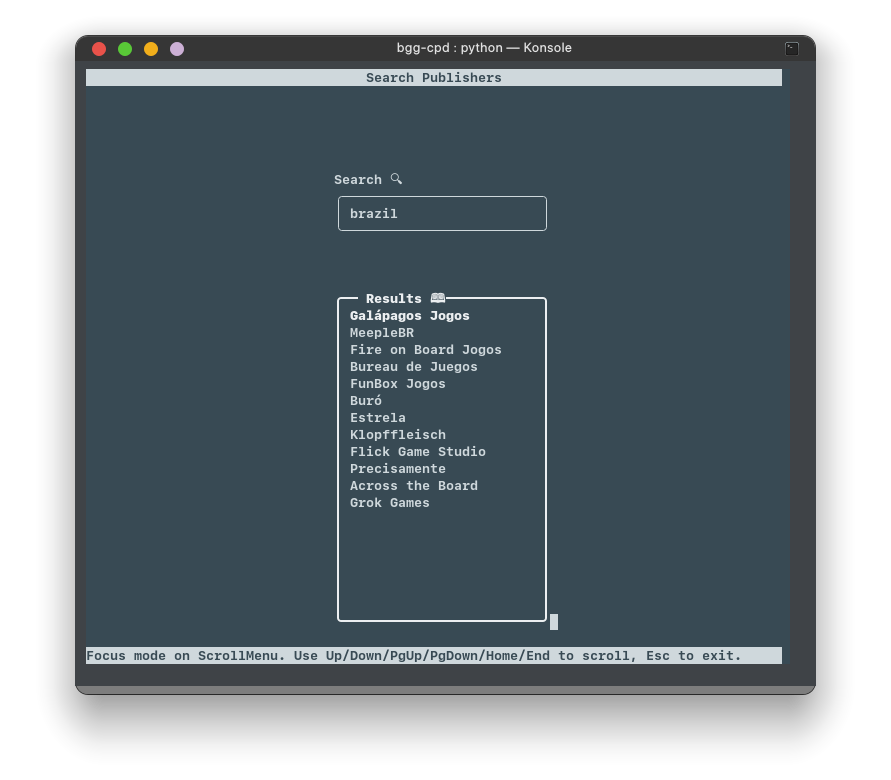 bgg-cpd : python — Konsole
Search Publishers
Search 🔍
brazil
Results 📖
Galápagos Jogos
MeepleBR
Fire on Board Jogos
Bureau de Juegos
FunBox Jogos
Buró
Estrela
Klopffleisch
Flick Game Studio
Precisamente
Across the Board
Grok Games
Focus mode on ScrollMenu. Use Up/Down/PgUp/PgDown/Home/End to scroll, Esc to exit.